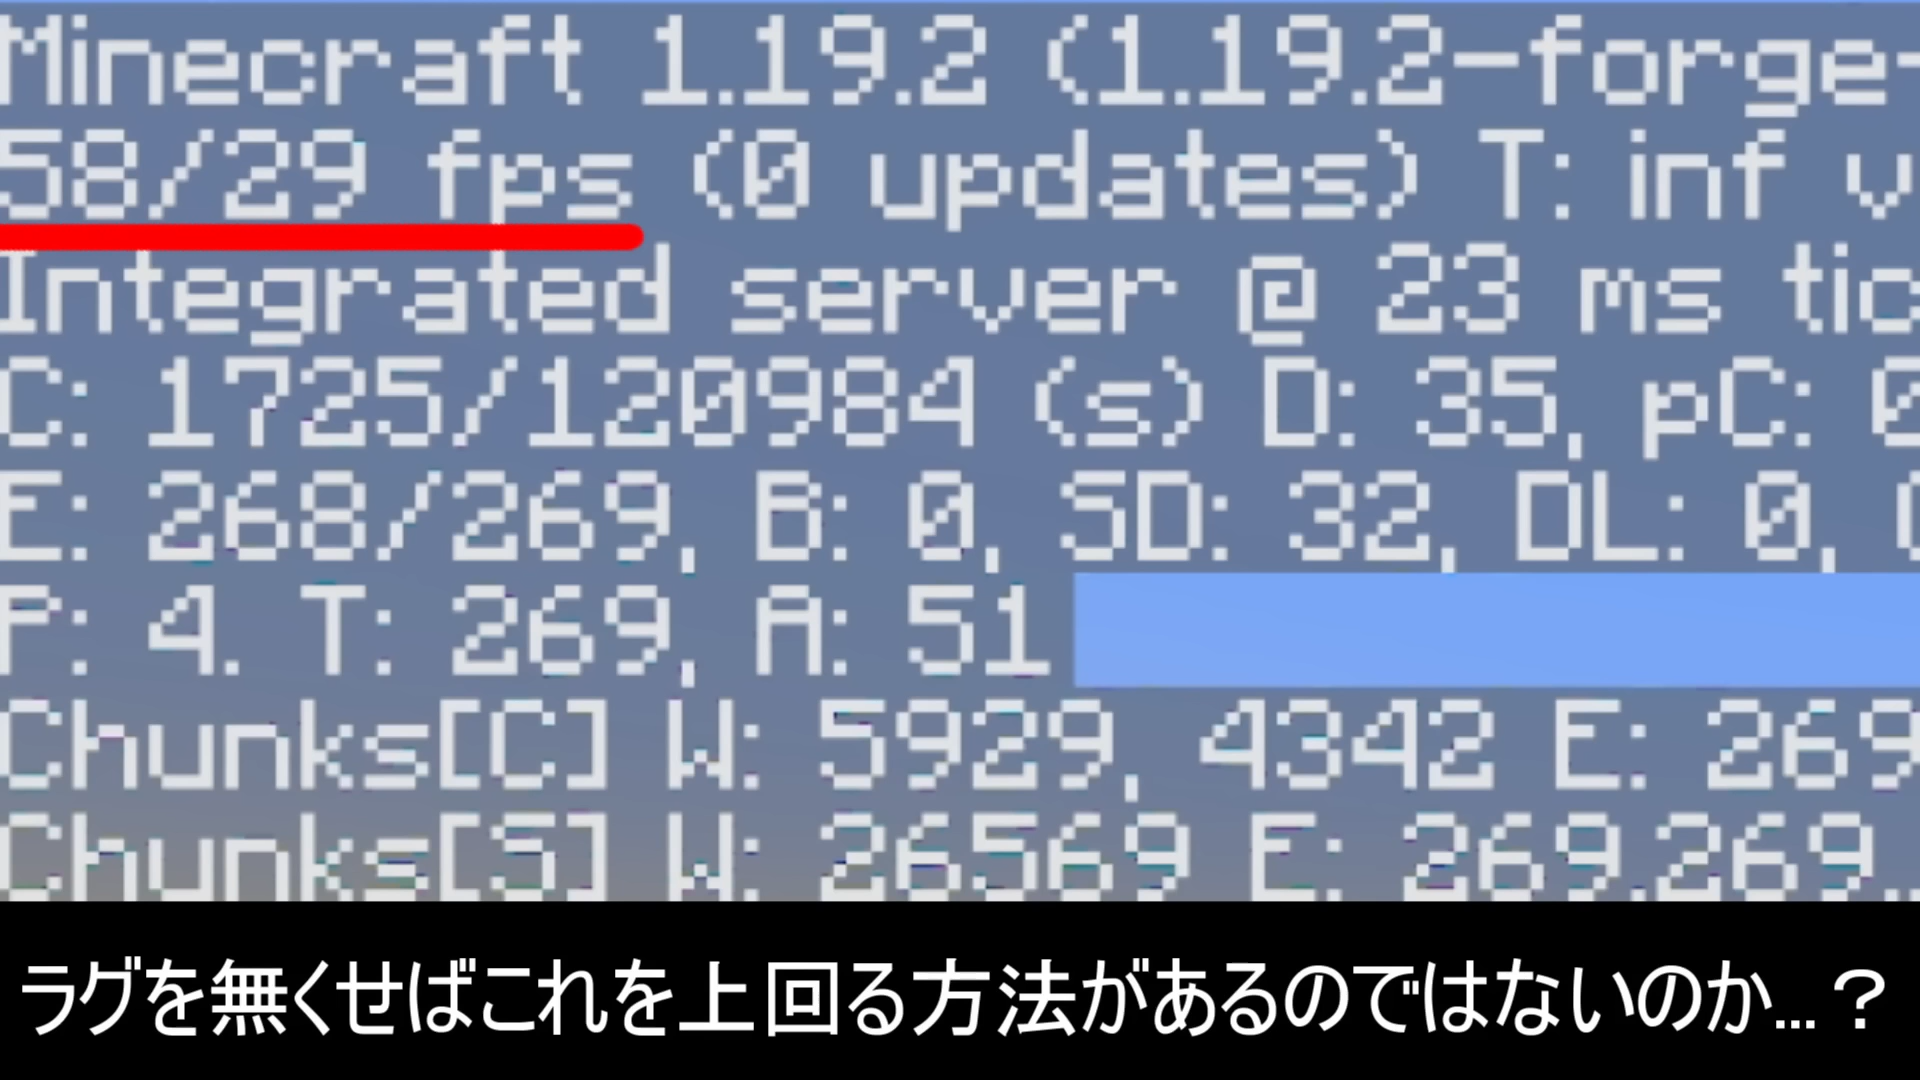 Minecraft 1.19.2 (1.19.2-forge-
58/29 fps (0 updates) T: inf v
Integrated server @ 23 ms tic
C: 1725/120984 (s) D: 35, pC: 0
E: 268/269, B: 0, SD: 32, DL: 0,
P: 4. T: 269, A: 51
Chunks[C] W: 5929, 4342 E: 269
Chunks[S] W: 26569 E: 269,269,..
ラグを無くせばこれを上回る方法があるのではないのか...？